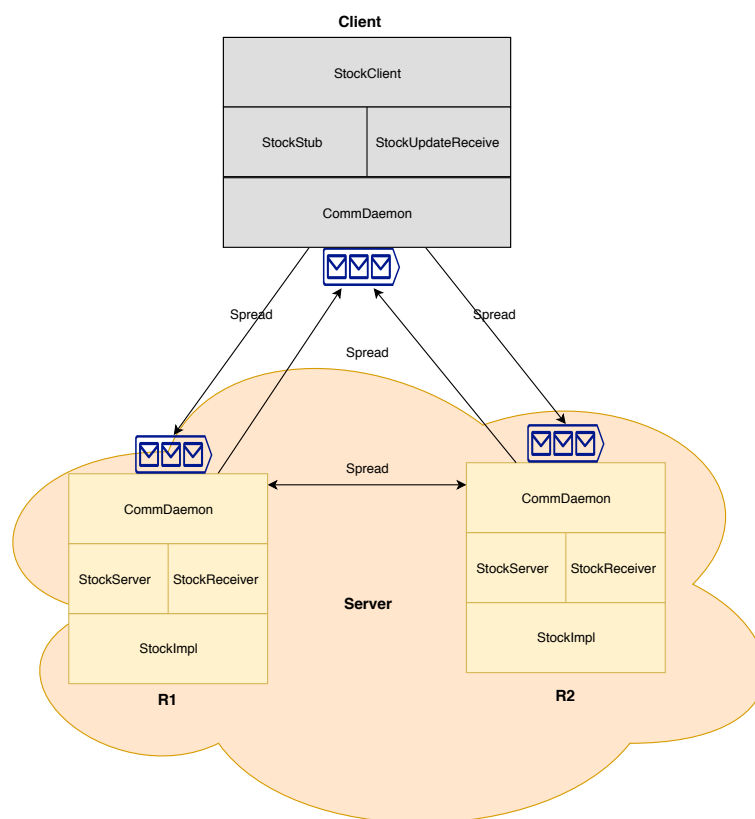 Client
StockClient
StockStub
StockUpdateReceive
CommDaemon
Spread
Spread
Spread
Spread
CommDaemon
CommDaemon
StockServer
StockReceiver
StockServer
StockReceiver
Server
StockImpl
StockImpl
R1
R2